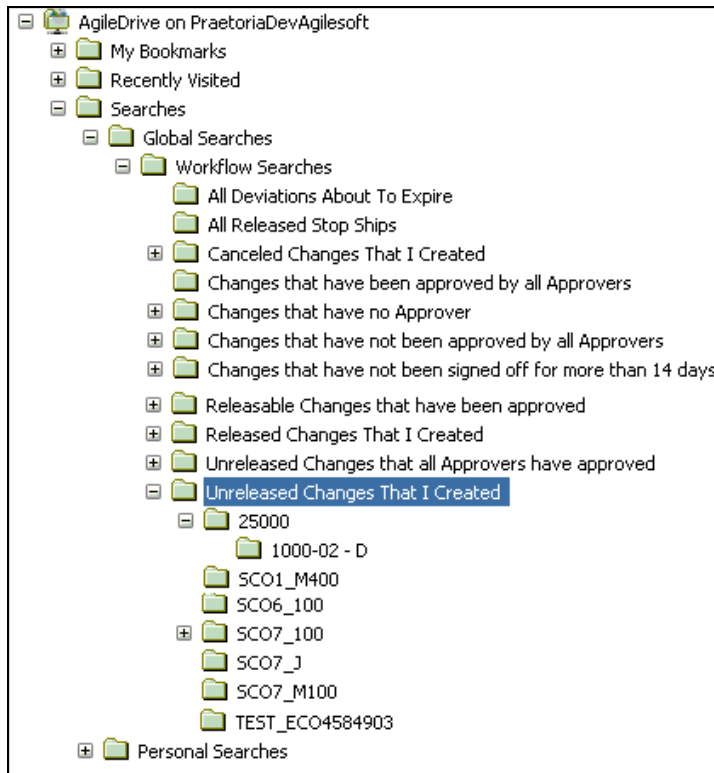 AgileDrive on PraetoriaDevAgilesoft
My Bookmarks
Recently Visited
Searches
Global Searches
Workflow Searches
All Deviations About To Expire
All Released Stop Ships
Canceled Changes That I Created
Changes that have been approved by all Approvers
Changes that have no Approver
Changes that have not been approved by all Approvers
Changes that have not been signed off for more than 14 days
Releasable Changes that have been approved
Released Changes That I Created
Unreleased Changes that all Approvers have approved
Unreleased Changes That I Created
25000
1000-02 - D
SCO1_M400
SCO6_100
SCO7_100
SCO7_J
SCO7_M100
TEST_ECO4584903
Personal Searches